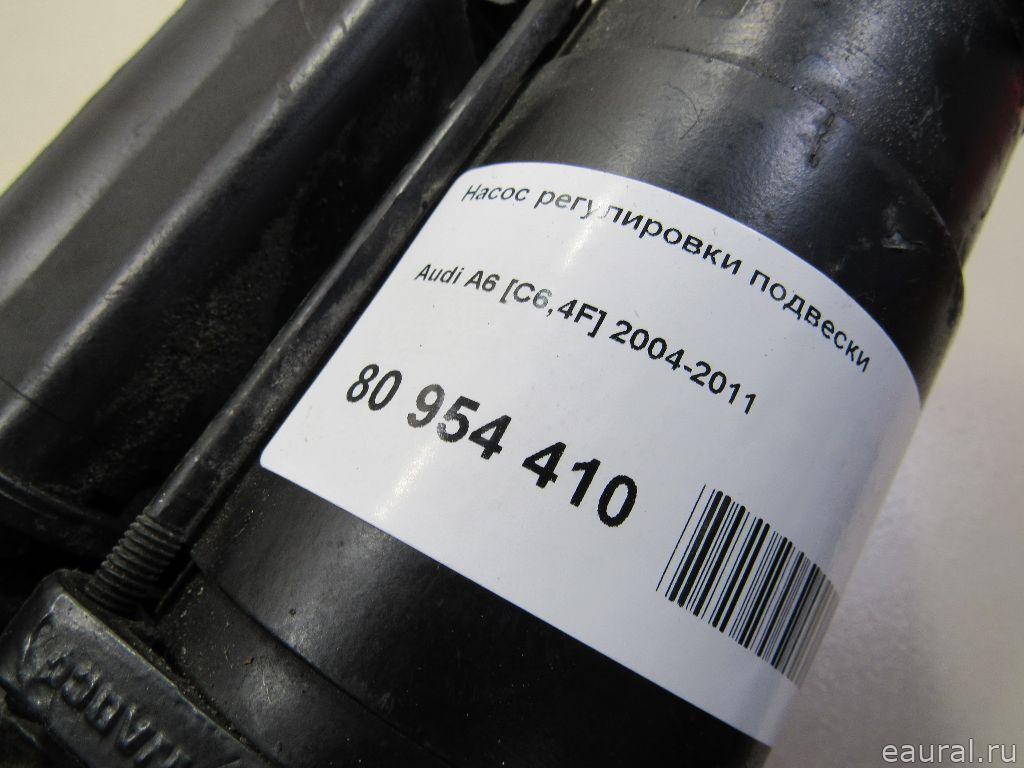 Насос регулировки подвески
Audi A6 [C6,4F] 2004-2011
80 954 410
eaural.ru